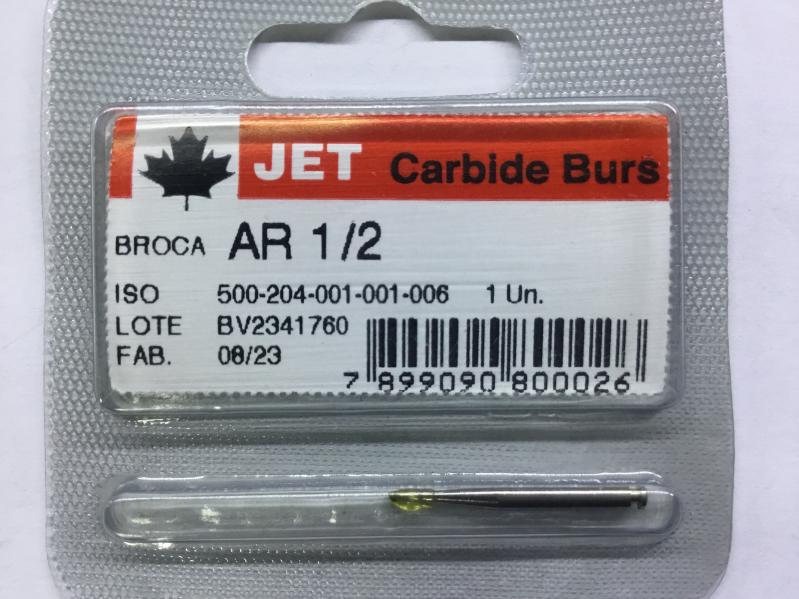 JET Carbide Burs
BROCA AR 1/2
ISO 500-204-001-001-006 1 Un.
LOTE BV2341760
FAB. 08/23
7 899090 800026